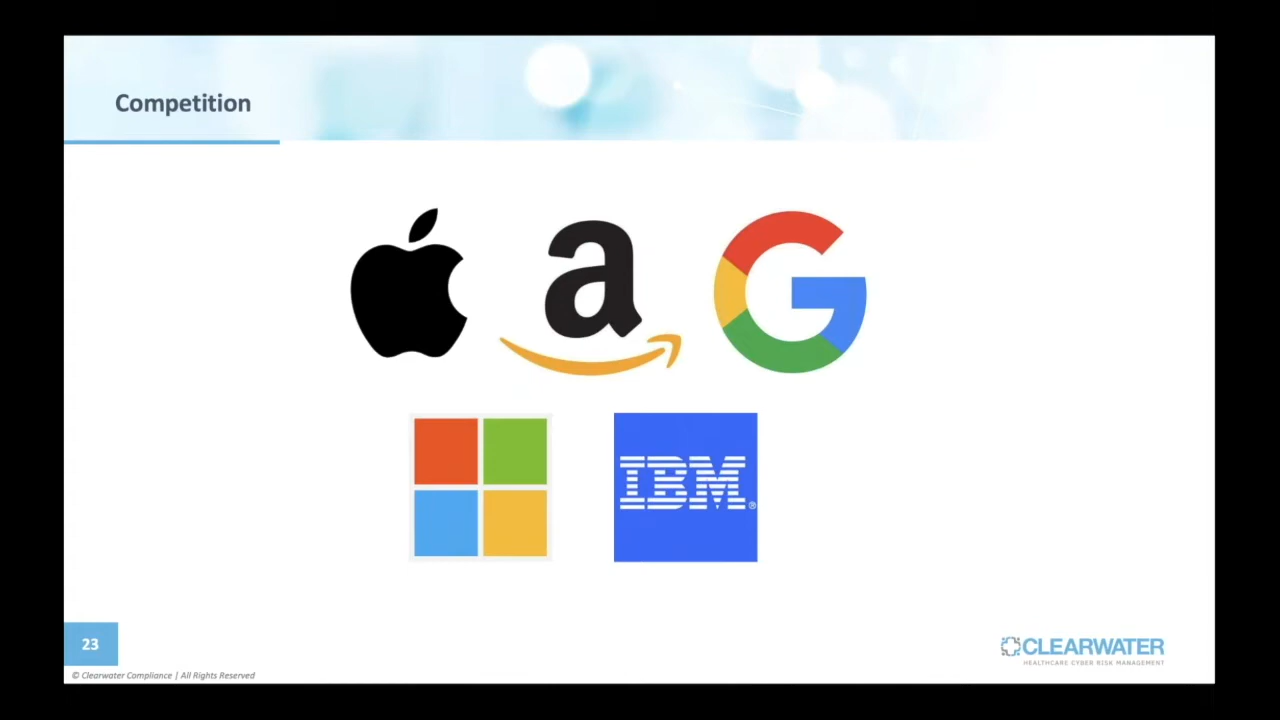 Competition
a
G
IBM®
23
CLEARWATER
HEALTHCARE CYBER RISK MANAGEMENT
© Clearwater Compliance | All Rights Reserved